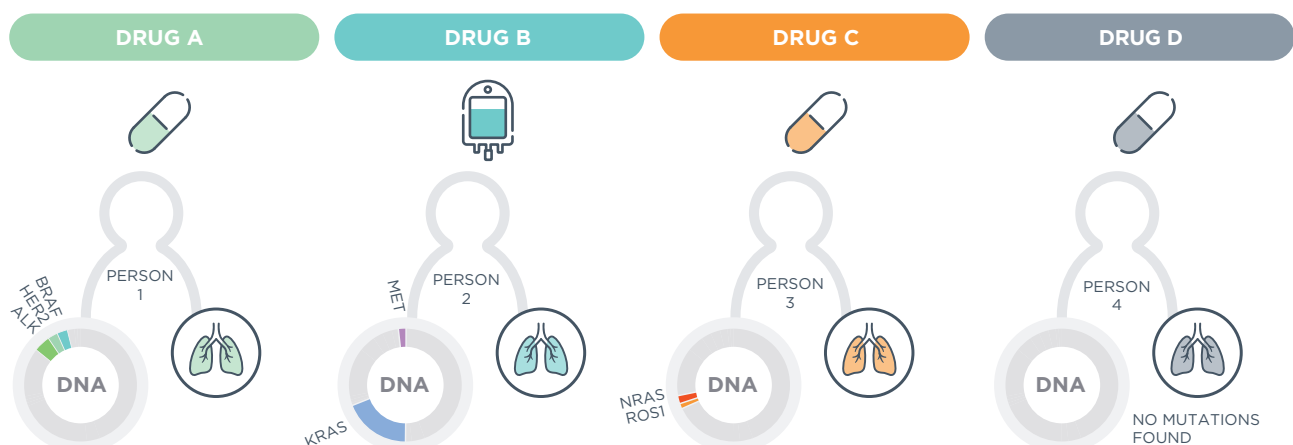 DRUG A
DRUG B
DRUG C
DRUG D
PERSON
1
BRAF
HER2
ALK
DNA
PERSON
2
MET
DNA
KRAS
PERSON
3
DNA
NRAS
ROS1
PERSON
4
DNA
NO MUTATIONS
FOUND